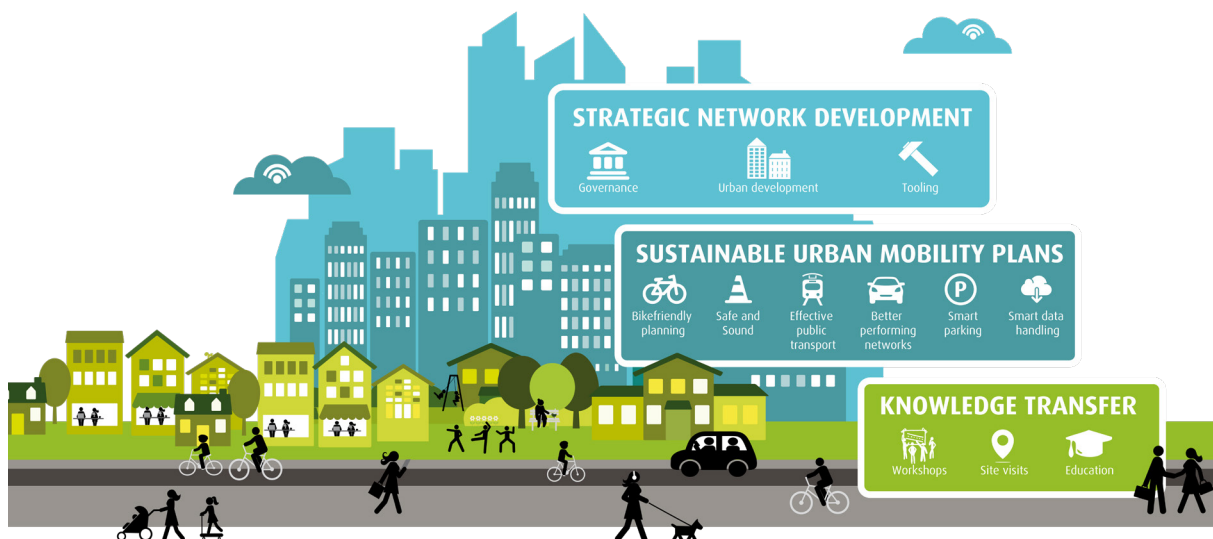 STRATEGIC NETWORK DEVELOPMENT
Governance
Urban development
Tooling
SUSTAINABLE URBAN MOBILITY PLANS
Bikefriendly
planning
Safe and
Sound
Effective
public
transport
Better
performing
networks
P
Smart
parking
Smart data
handling
KNOWLEDGE TRANSFER
Workshops
Site visits
Education